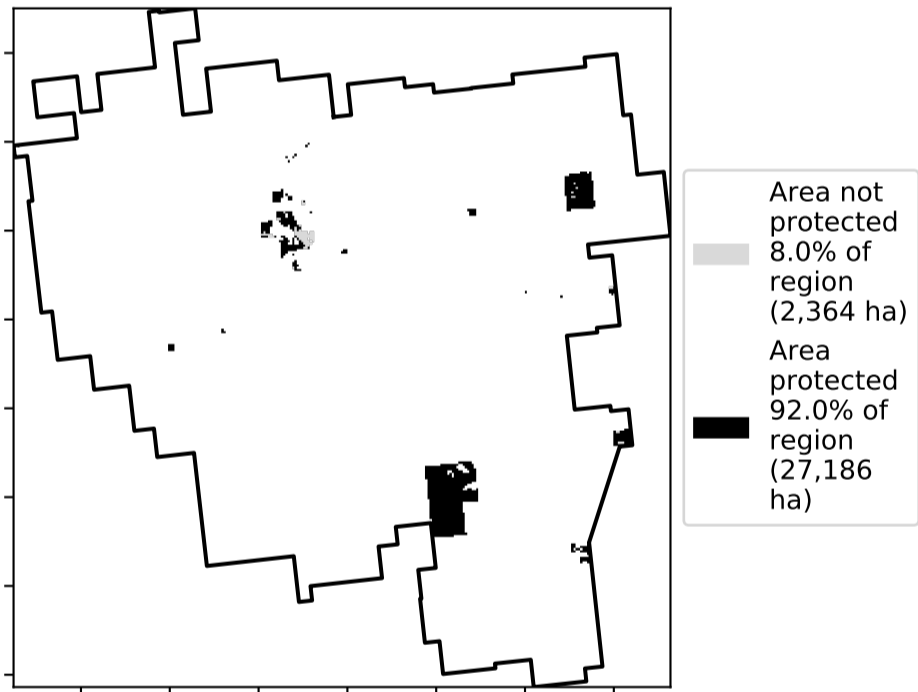 Area not
protected
8.0% of
region
(2,364 ha)
Area
protected
92.0% of
region
(27,186
ha)